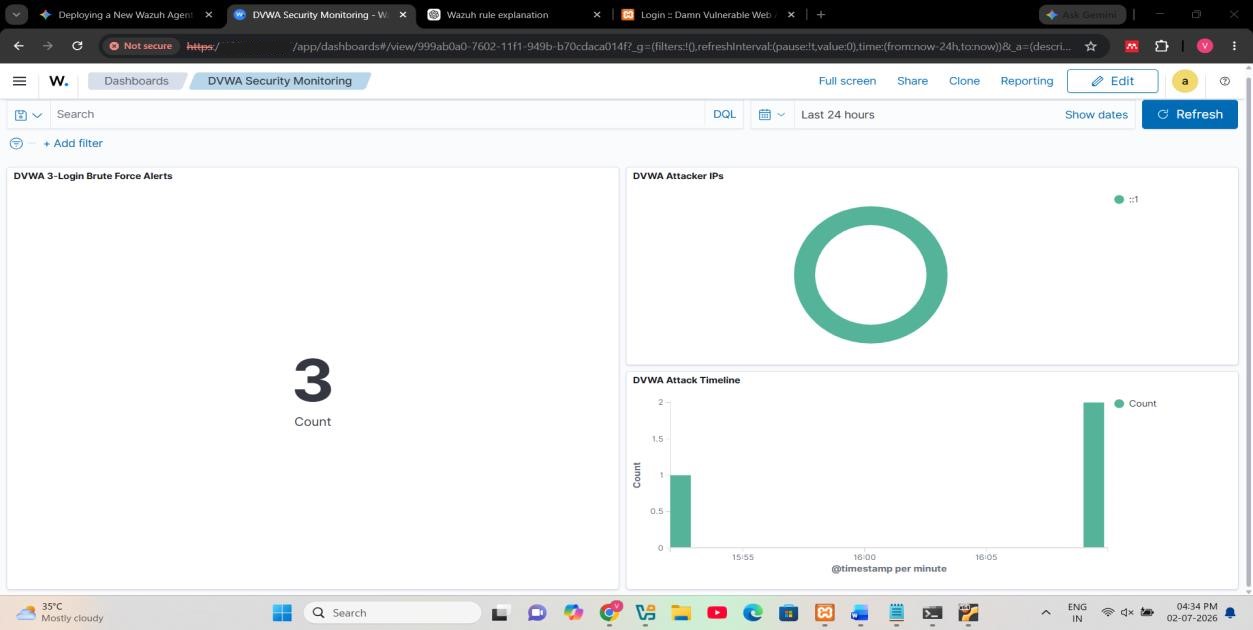 Deploying a New Wazuh Agent
DVWA Security Monitoring - W
Wazuh rule explanation
Login :: Damn Vulnerable Web
Ask Gemini
Not secure https:/ /app/dashboards#/view/999ab0a0-7602-11f1-949b-b70cdaca014f?_g=(filters:!(),refreshInterval:(pause:!t,value:0),time:(from:now-24h,to:now))&_a=(descri...
V
W. Dashboards DVWA Security Monitoring Full screen Share Clone Reporting Edit a
Search DQL Last 24 hours Show dates Refresh
+ Add filter
DVWA 3-Login Brute Force Alerts
3
Count
DVWA Attacker IPs
::1
DVWA Attack Timeline
Count
2
1.5
1
0.5
0
Count
15:55 16:00 16:05
@timestamp per minute
35°C
Mostly cloudy
Search
ENG
IN
04:34 PM
02-07-2026